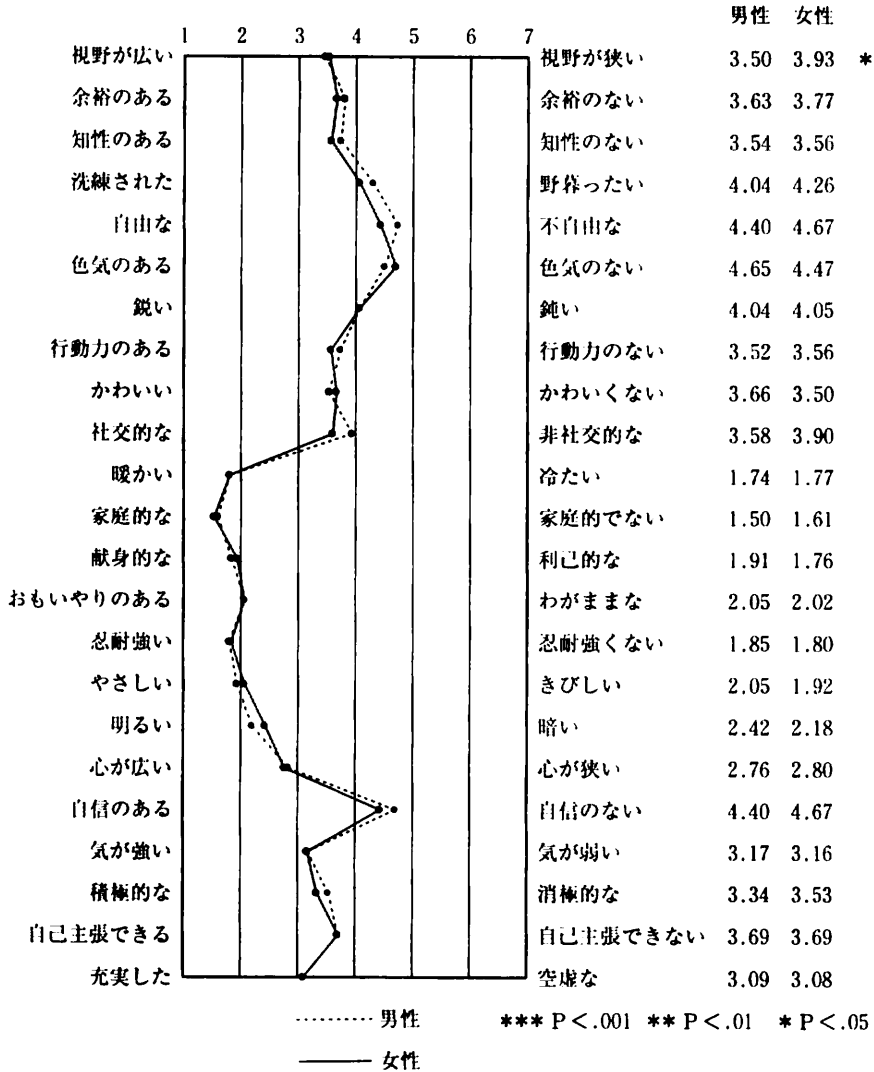 男性 女性
1 2 3 4 5 6 7
視野が広い 視野が狭い 3.50 3.93 *
余裕のある 余裕のない 3.63 3.77
知性のある 知性のない 3.54 3.56
洗練された 野暮ったい 4.04 4.26
自由な 不自由な 4.40 4.67
色気のある 色気のない 4.65 4.47
鋭い 鈍い 4.04 4.05
行動力のある 行動力のない 3.52 3.56
かわいい かわいくない 3.66 3.50
社交的な 非社交的な 3.58 3.90
暖かい 冷たい 1.74 1.77
家庭的な 家庭的でない 1.50 1.61
献身的な 利己的な 1.91 1.76
おもいやりのある わがままな 2.05 2.02
忍耐強い 忍耐強くない 1.85 1.80
やさしい きびしい 2.05 1.92
明るい 暗い 2.42 2.18
心が広い 心が狭い 2.76 2.80
自信のある 自信のない 4.40 4.67
気が強い 気が弱い 3.17 3.16
積極的な 消極的な 3.34 3.53
自己主張できる 自己主張できない 3.69 3.69
充実した 空虚な 3.09 3.08
男性 *** P<.001 ** P<.01 * P<.05
女性